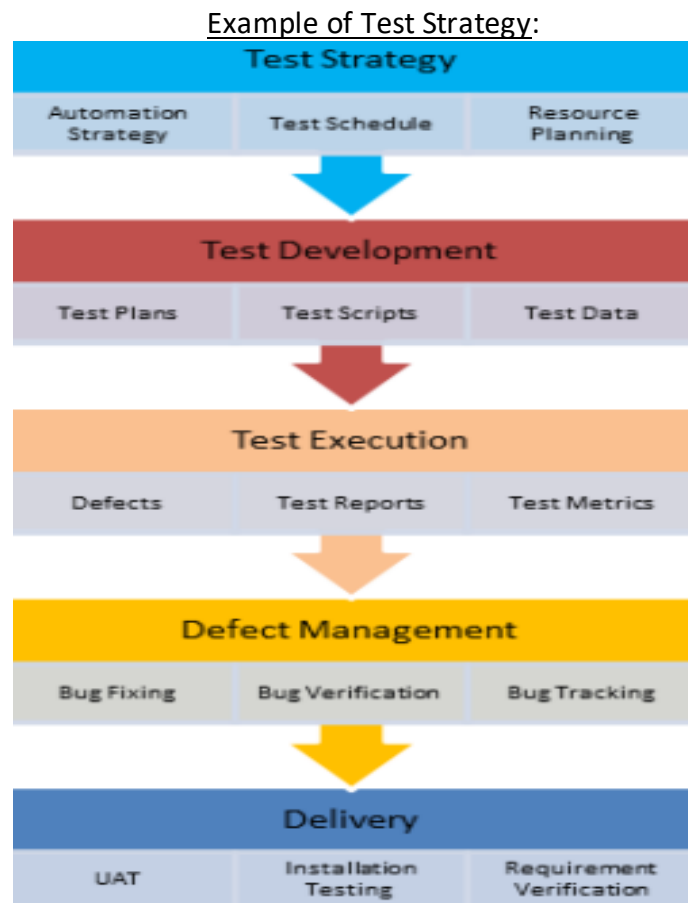 Example of Test Strategy:
Test Strategy
Automation
Strategy
Test Schedule
Resource
Planning
Test Development
Test Plans
Test Scripts
Test Data
Test Execution
Defects
Test Reports
Test Metrics
Defect Management
Bug Fixing
Bug Verification
Bug Tracking
Delivery
UAT
Installation
Testing
Requirement
Verification